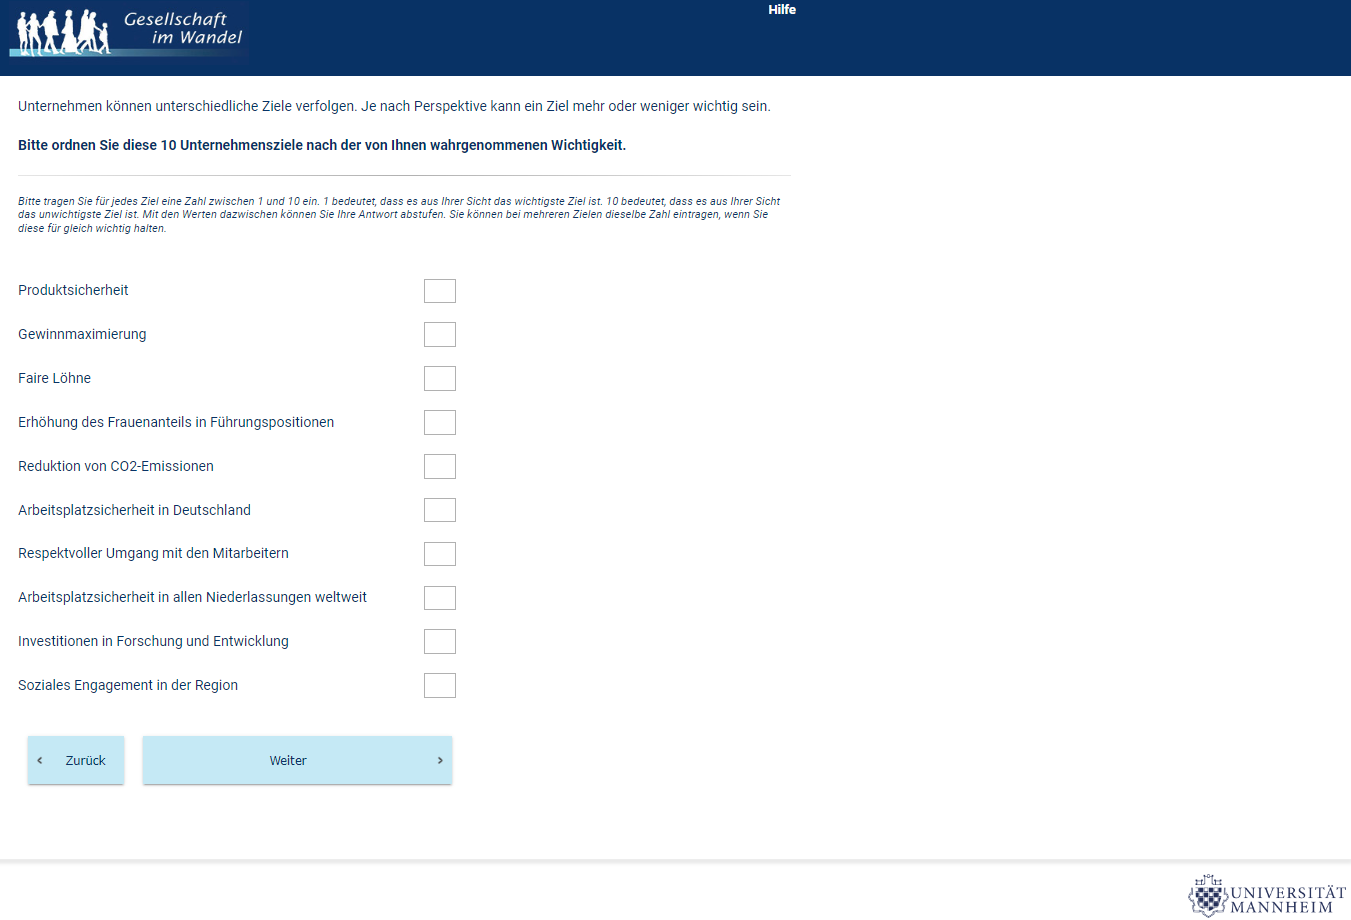 Gesellschaft
im Wandel
Hilfe
Unternehmen können unterschiedliche Ziele verfolgen. Je nach Perspektive kann ein Ziel mehr oder weniger wichtig sein.
Bitte ordnen Sie diese 10 Unternehmensziele nach der von Ihnen wahrgenommenen Wichtigkeit.
Bitte tragen Sie für jedes Ziel eine Zahl zwischen 1 und 10 ein. 1 bedeutet, dass es aus Ihrer Sicht das wichtigste Ziel ist. 10 bedeutet, dass es aus Ihrer Sicht
das unwichtigste Ziel ist. Mit den Werten dazwischen können Sie Ihre Antwort abstufen. Sie können bei mehreren Zielen dieselbe Zahl eintragen, wenn Sie
diese für gleich wichtig halten.
Produktsicherheit
Gewinnmaximierung
Faire Löhne
Erhöhung des Frauenanteils in Führungspositionen
Reduktion von CO2-Emissionen
Arbeitsplatzsicherheit in Deutschland
Respektvoller Umgang mit den Mitarbeitern
Arbeitsplatzsicherheit in allen Niederlassungen weltweit
Investitionen in Forschung und Entwicklung
Soziales Engagement in der Region
‹ Zurück
Weiter ›
UNIVERSITÄT
MANNHEIM